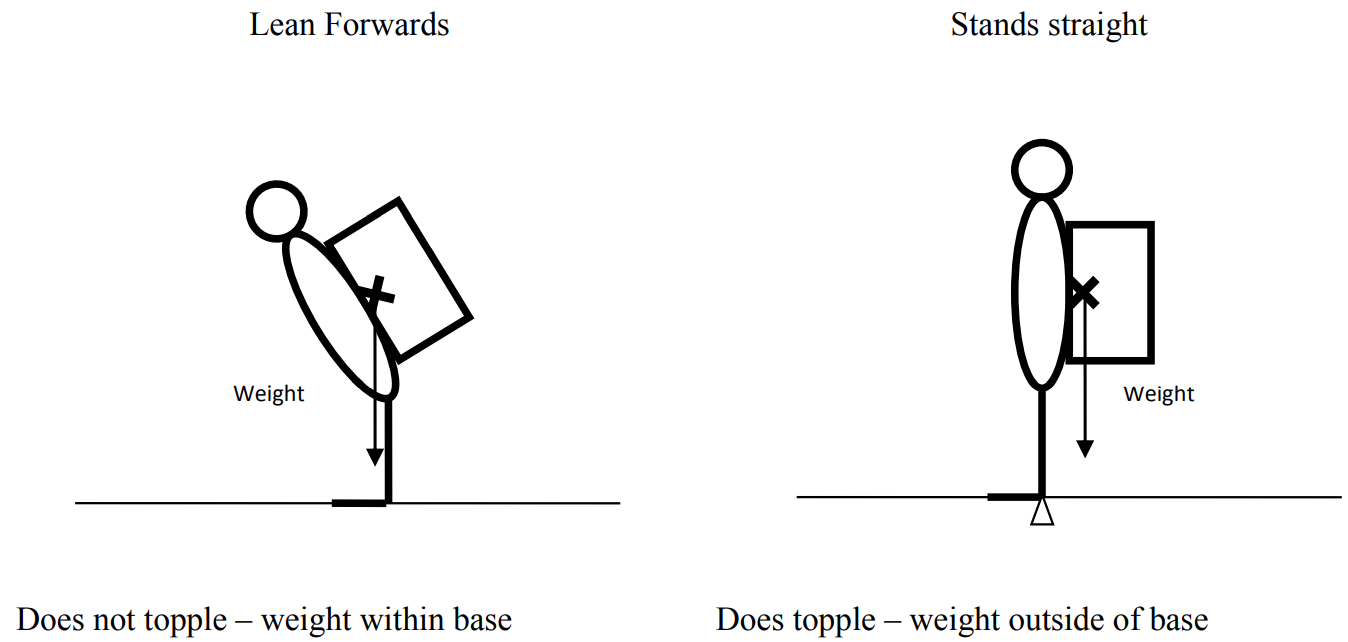 Lean Forwards
Stands straight
Weight
Weight
Does not topple – weight within base
Does topple – weight outside of base